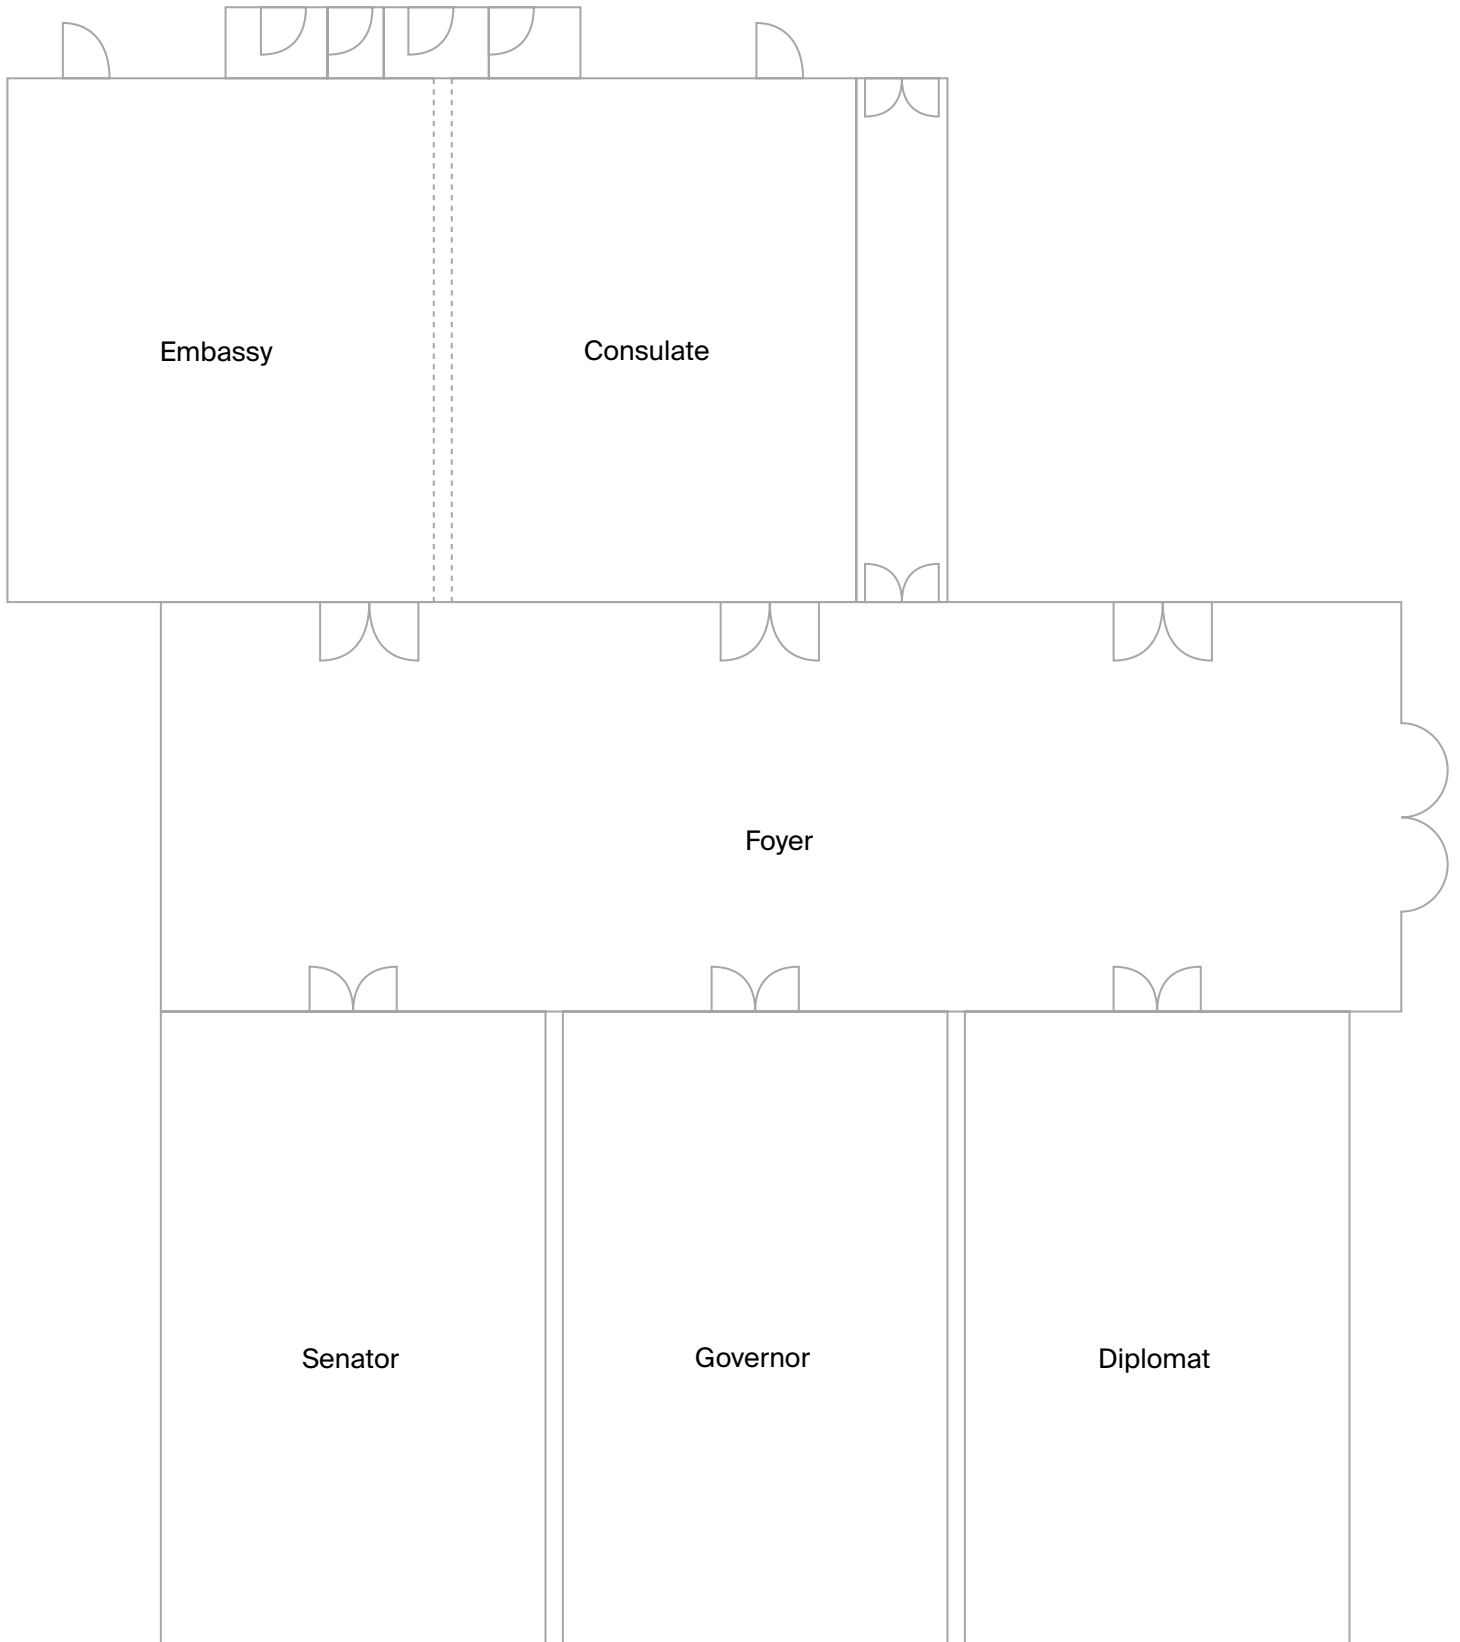 Embassy
Consulate
Foyer
Senator
Governor
Diplomat